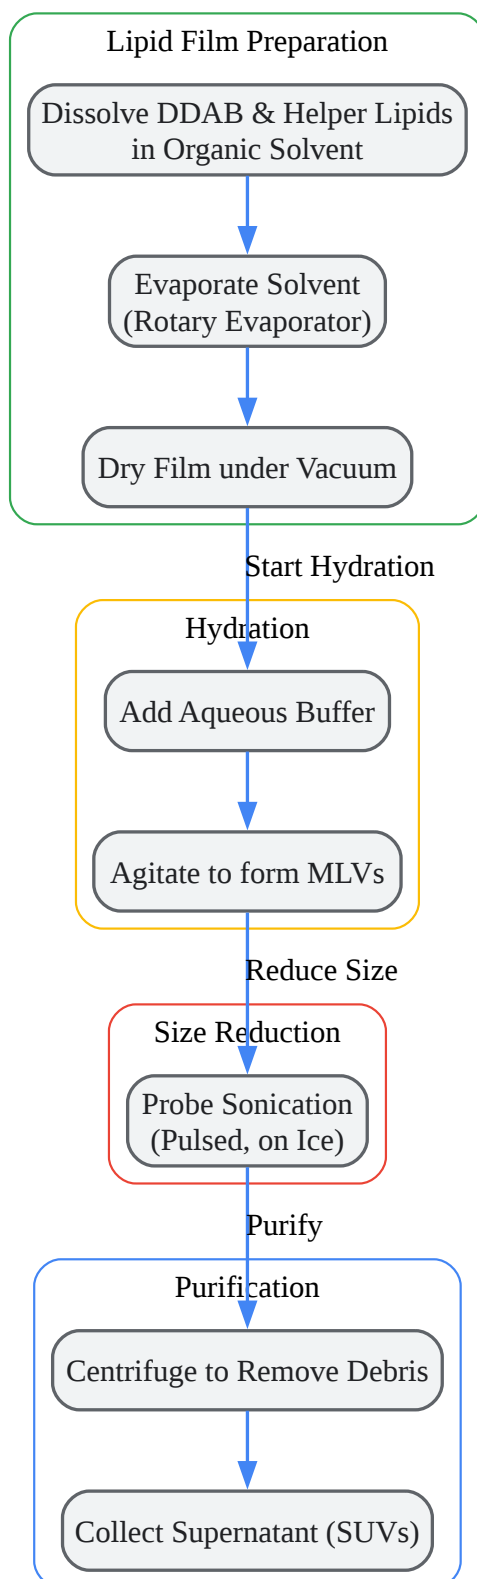 Lipid Film Preparation
Dissolve DDAB & Helper Lipids
in Organic Solvent
Evaporate Solvent
(Rotary Evaporator)
Dry Film under Vacuum
Start Hydration
Hydration
Add Aqueous Buffer
Agitate to form MLVs
Reduce Size
Size Reduction
Probe Sonication
(Pulsed, on Ice)
Purify
Purification
Centrifuge to Remove Debris
Collect Supernatant (SUVs)